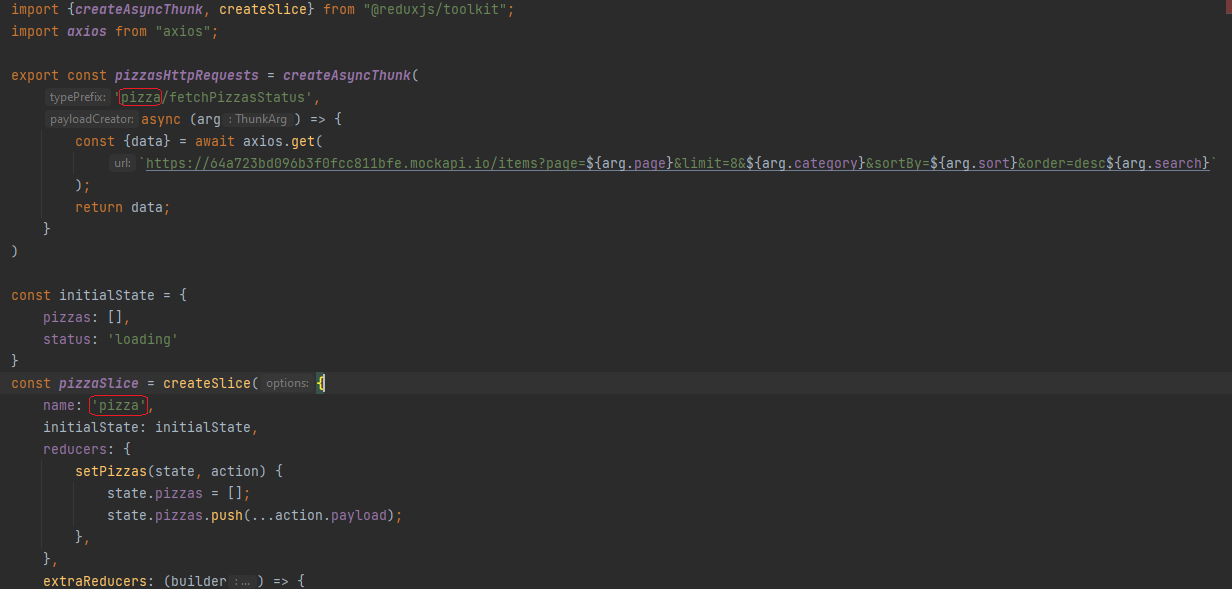 import {createAsyncThunk, createSlice} from "@reduxjs/toolkit";
import axios from "axios";
export const pizzasHttpRequests = createAsyncThunk(
typePrefix: 'pizza/fetchPizzasStatus',
payloadCreator: async (arg : ThunkArg ) => {
const {data} = await axios.get(
url: `https://64a723bd096b3f0fcc811bfe.mockapi.io/items?page=${arg.page}&limit=8&${arg.category}&sortBy=${arg.sort}&order=desc${arg.search}`
);
return data;
}
)
const initialState = {
pizzas: [],
status: 'loading'
}
const pizzaSlice = createSlice( options: {
name: 'pizza',
initialState: initialState,
reducers: {
setPizzas(state, action) {
state.pizzas = [];
state.pizzas.push(...action.payload);
},
},
extraReducers: (builder : ... ) => {